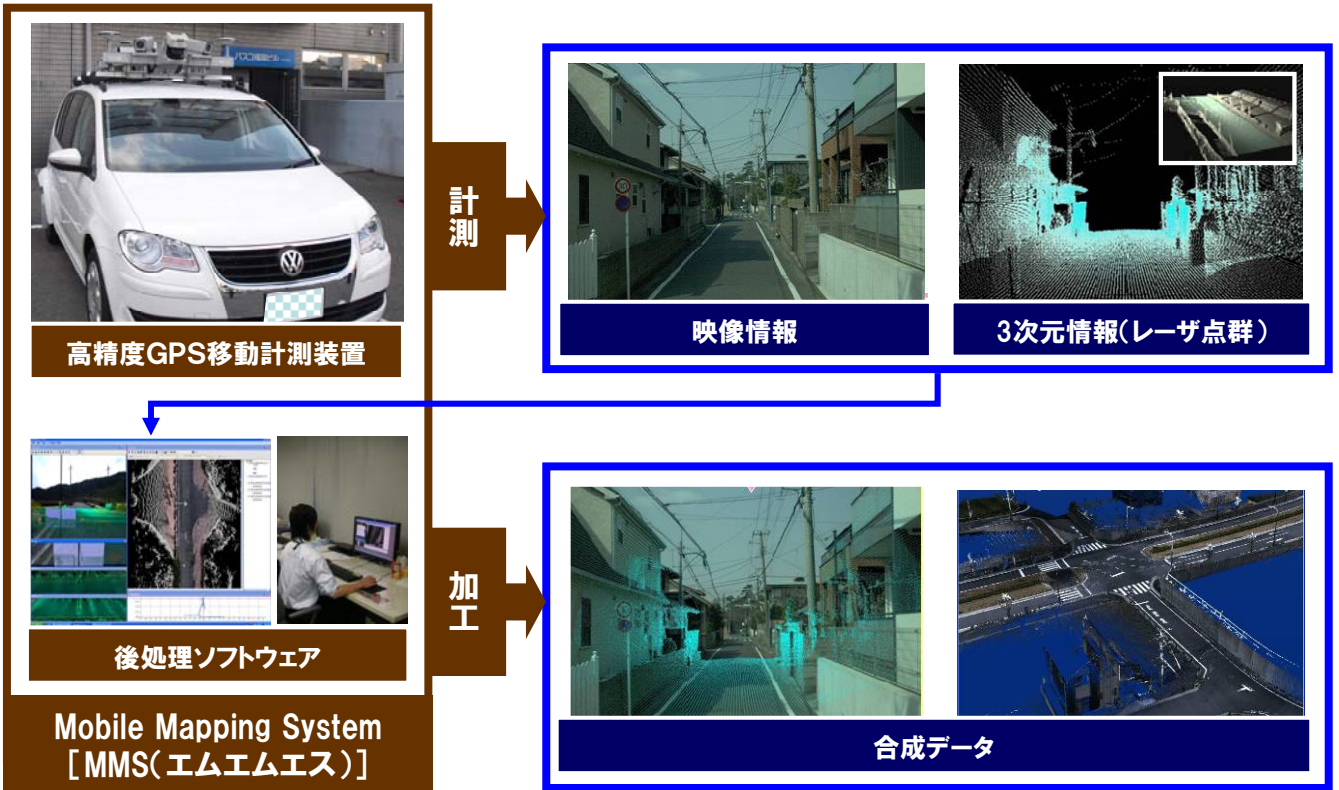 高精度GPS移動計測装置
計測
映像情報
3次元情報(レーザ点群)
後処理ソフトウェア
加工
合成データ
Mobile Mapping System
[MMS(エムエムエス)]